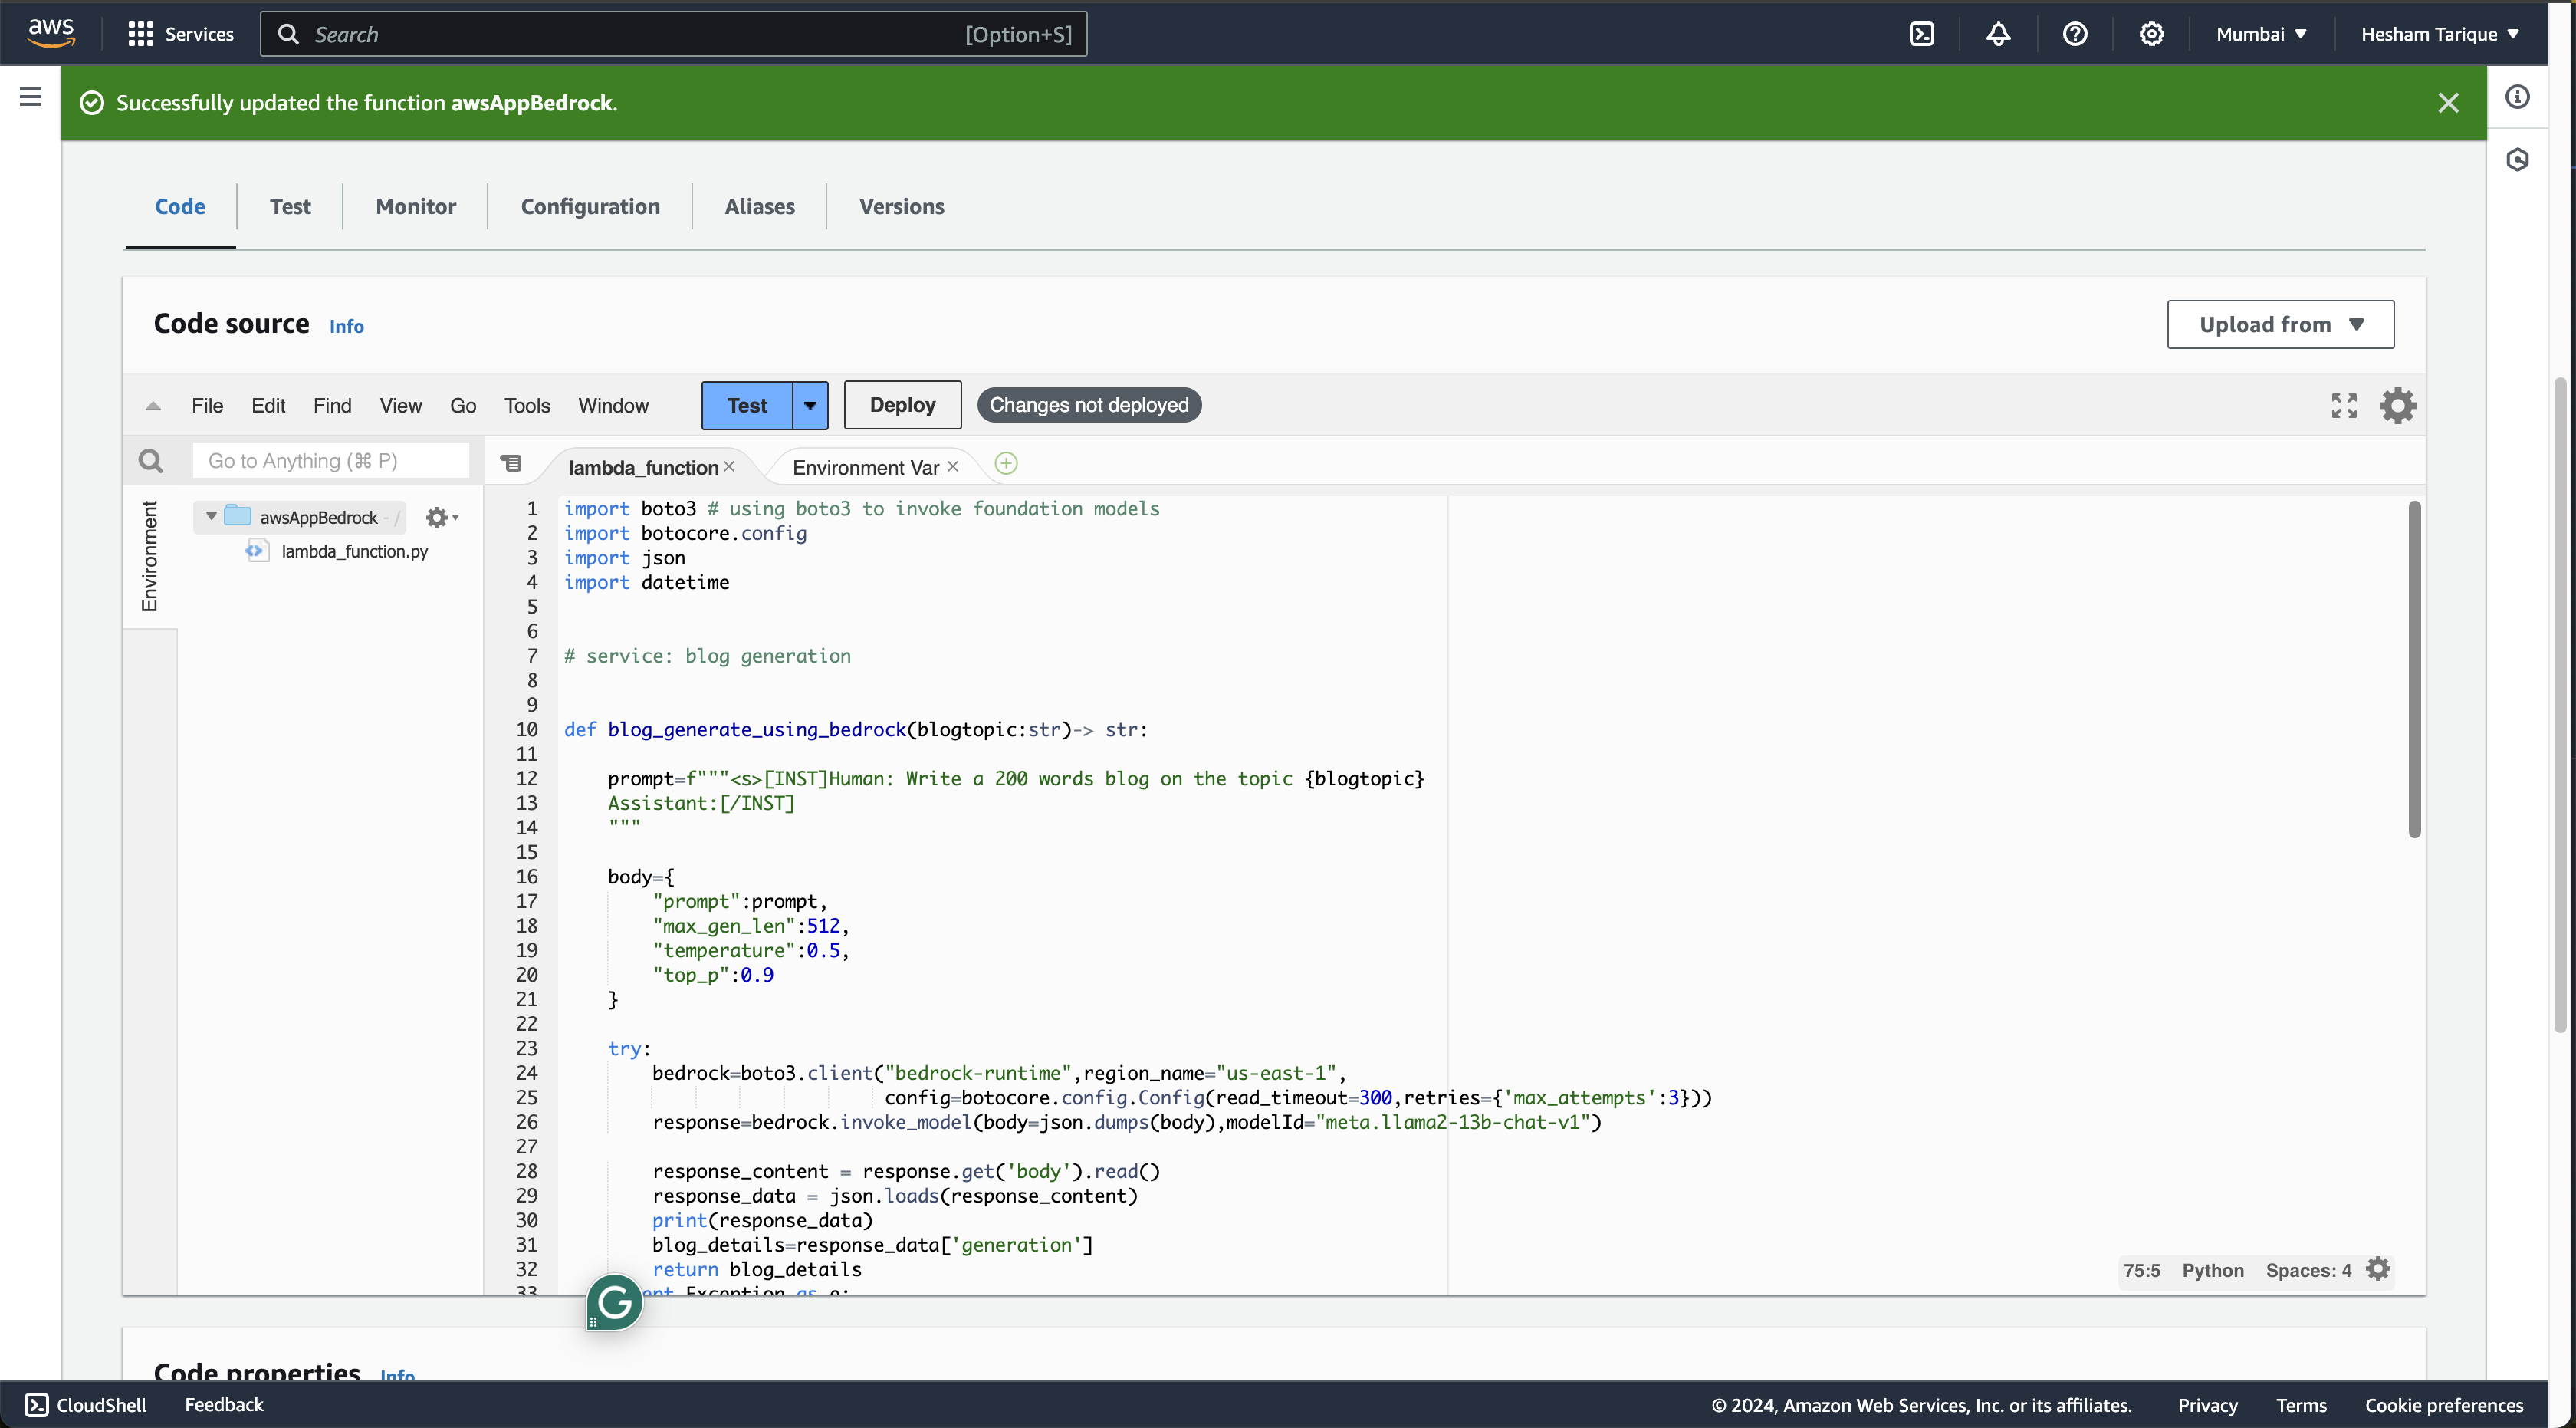 aws Services Search [Option+S] Mumbai ▼ Hesham Tarique ▼
Successfully updated the function awsAppBedrock.
Code Test Monitor Configuration Aliases Versions
Code source Info Upload from ▼
File Edit Find View Go Tools Window Test Deploy Changes not deployed
Go to Anything (⌘ P) lambda_function × Environment Vari ×
Environment
awsAppBedrock - /
lambda_function.py
1 import boto3 # using boto3 to invoke foundation models
2 import botocore.config
3 import json
4 import datetime
5
6
7 # service: blog generation
8
9
10 def blog_generate_using_bedrock(blogtopic:str)-> str:
11
12     prompt=f"""<s>[INST]Human: Write a 200 words blog on the topic {blogtopic}
13     Assistant:[/INST]
14     """
15
16     body={
17         "prompt":prompt,
18         "max_gen_len":512,
19         "temperature":0.5,
20         "top_p":0.9
21     }
22
23     try:
24         bedrock=boto3.client("bedrock-runtime",region_name="us-east-1",
25                              config=botocore.config.Config(read_timeout=300,retries={'max_attempts':3}))
26         response=bedrock.invoke_model(body=json.dumps(body),modelId="meta.llama2-13b-chat-v1")
27
28         response_content = response.get('body').read()
29         response_data = json.loads(response_content)
30         print(response_data)
31         blog_details=response_data['generation']
32         return blog_details
33 Exception as e:
75:5 Python Spaces: 4
Code properties Info
CloudShell Feedback © 2024, Amazon Web Services, Inc. or its affiliates. Privacy Terms Cookie preferences